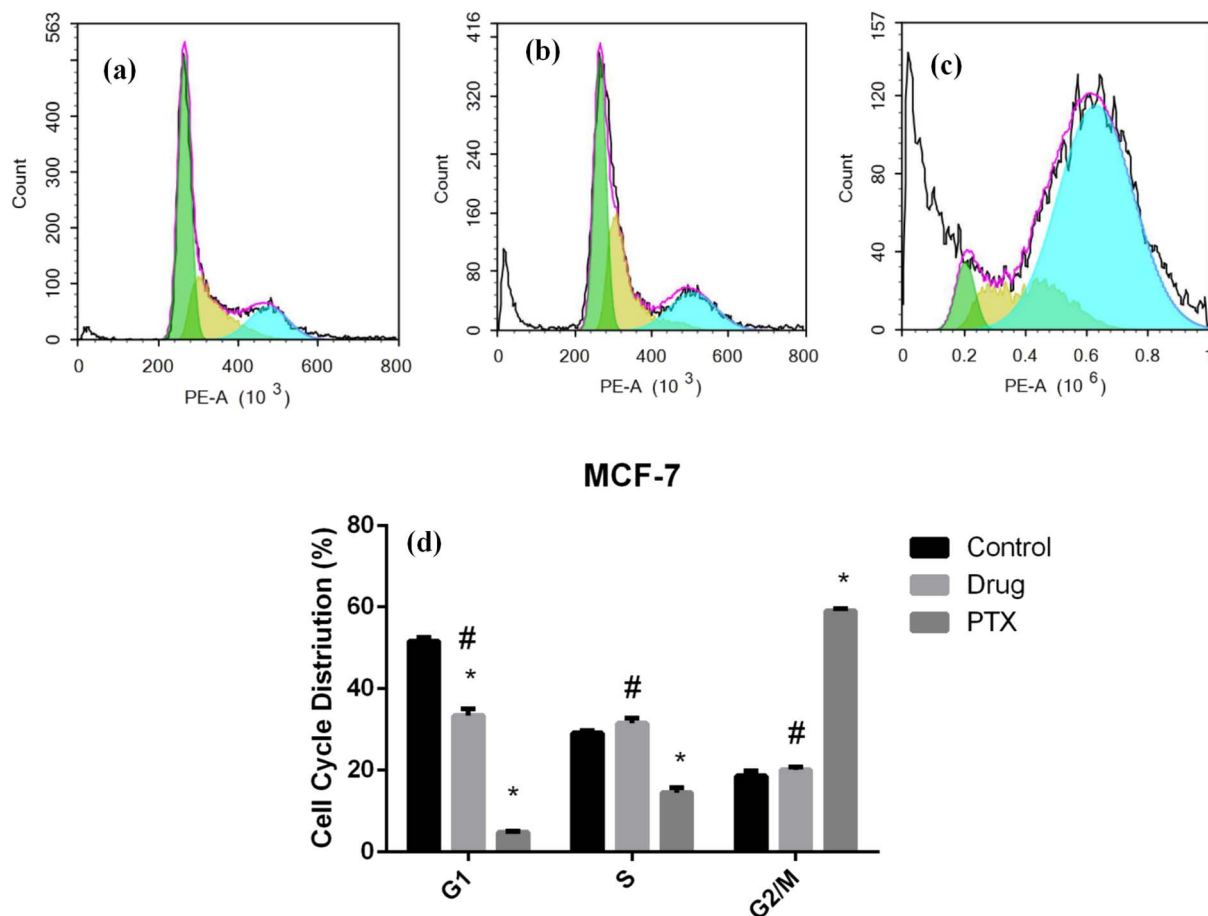 563
400
300
200
100
0
Count
(a)
0 200 400 600 800
PE-A (10 3)
416
320
240
160
80
0
Count
(b)
0 200 400 600 800
PE-A (10 3)
157
120
80
40
0
Count
(c)
0 0.2 0.4 0.6 0.8 1
PE-A (10 6)
MCF-7
80
60
40
20
0
Cell Cycle Distriution (%)
(d)
#
*
*
#
*
#
*
G1 S G2/M
Control
Drug
PTX